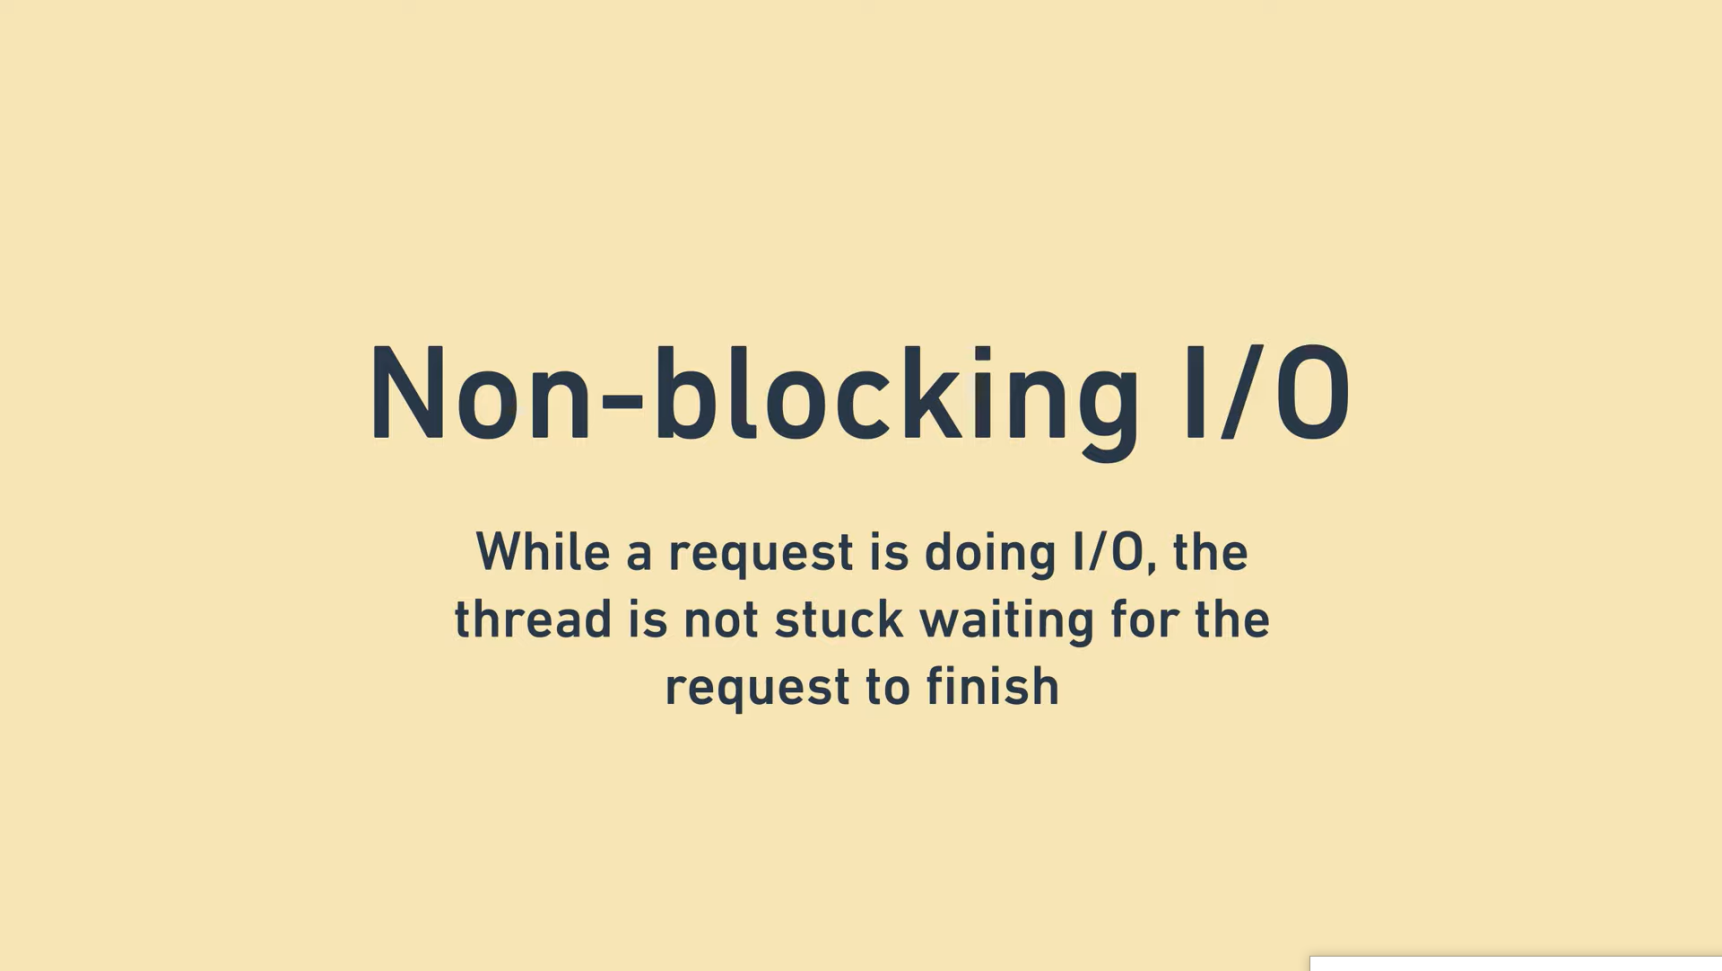 Non-blocking I/O
While a request is doing I/O, the
thread is not stuck waiting for the
request to finish